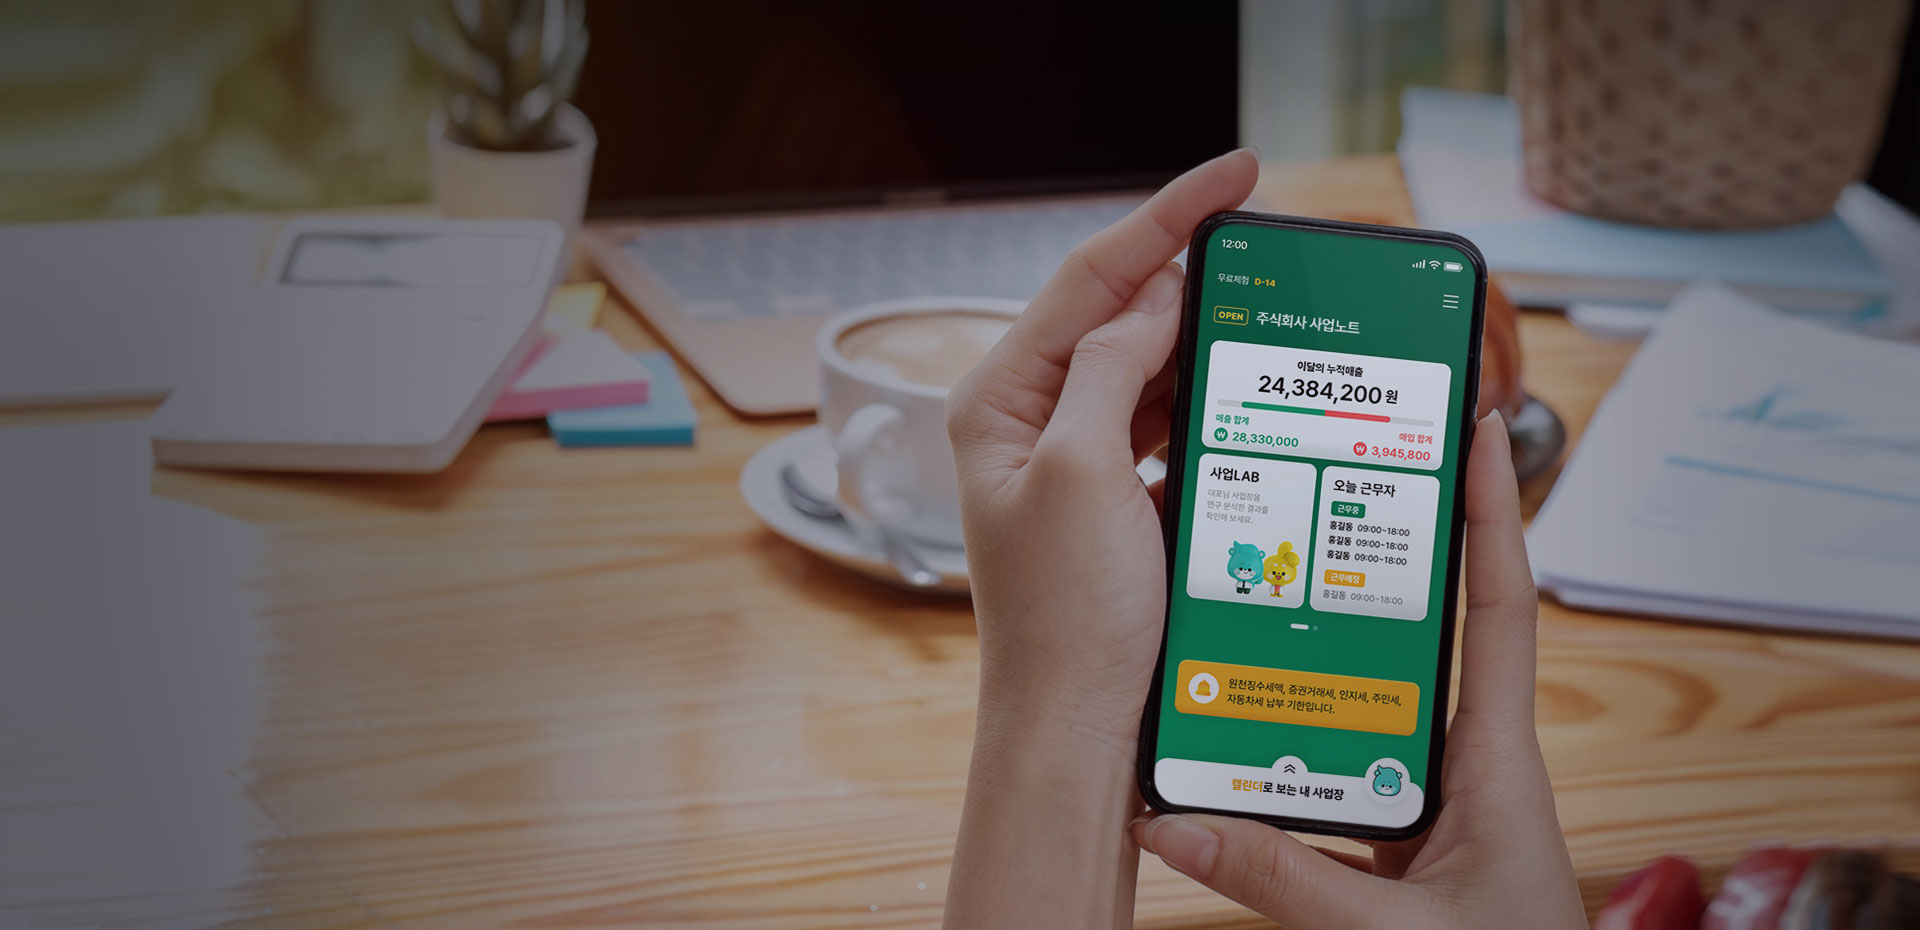 12:00
무료체험 D-14
OPEN 주식회사 사업노트
이달의 누적매출
24,384,200 원
매출 합계
₩ 28,330,000
매입 합계
₩ 3,945,800
사업LAB
대표님 사업장을
연구 분석한 결과를
확인해 보세요.
오늘 근무자
근무중
홍길동 09:00~18:00
홍길동 09:00~18:00
홍길동 09:00~18:00
근무예정
홍길동 09:00~18:00
원천징수세액, 증권거래세, 인지세, 주민세,
자동차세 납부 기한입니다.
캘린더로 보는 내 사업장